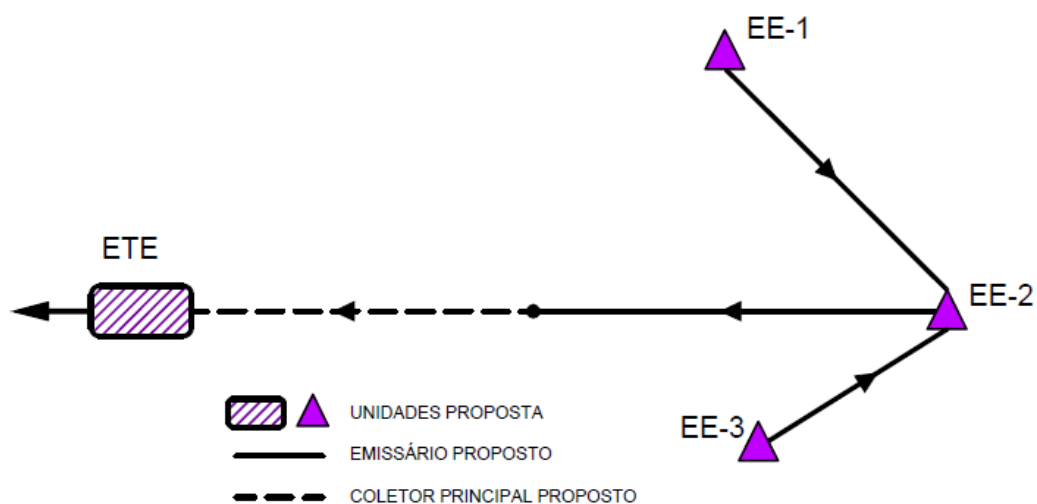 EE-1
ETE
EE-2
EE-3
UNIDADES PROPOSTA
EMISSÁRIO PROPOSTO
COLETOR PRINCIPAL PROPOSTO